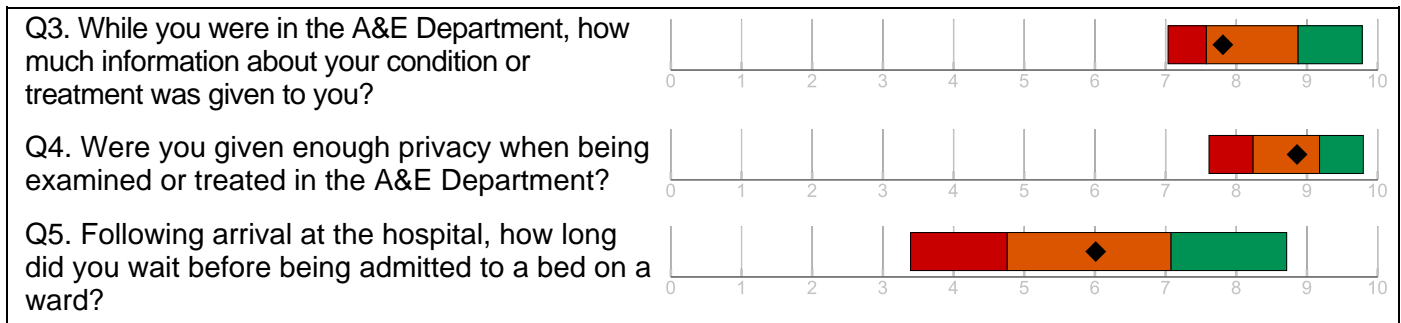 Q3. While you were in the A&E Department, how
much information about your condition or
treatment was given to you?
0 1 2 3 4 5 6 7 8 9 10
Q4. Were you given enough privacy when being
examined or treated in the A&E Department?
0 1 2 3 4 5 6 7 8 9 10
Q5. Following arrival at the hospital, how long
did you wait before being admitted to a bed on a
ward?
0 1 2 3 4 5 6 7 8 9 10